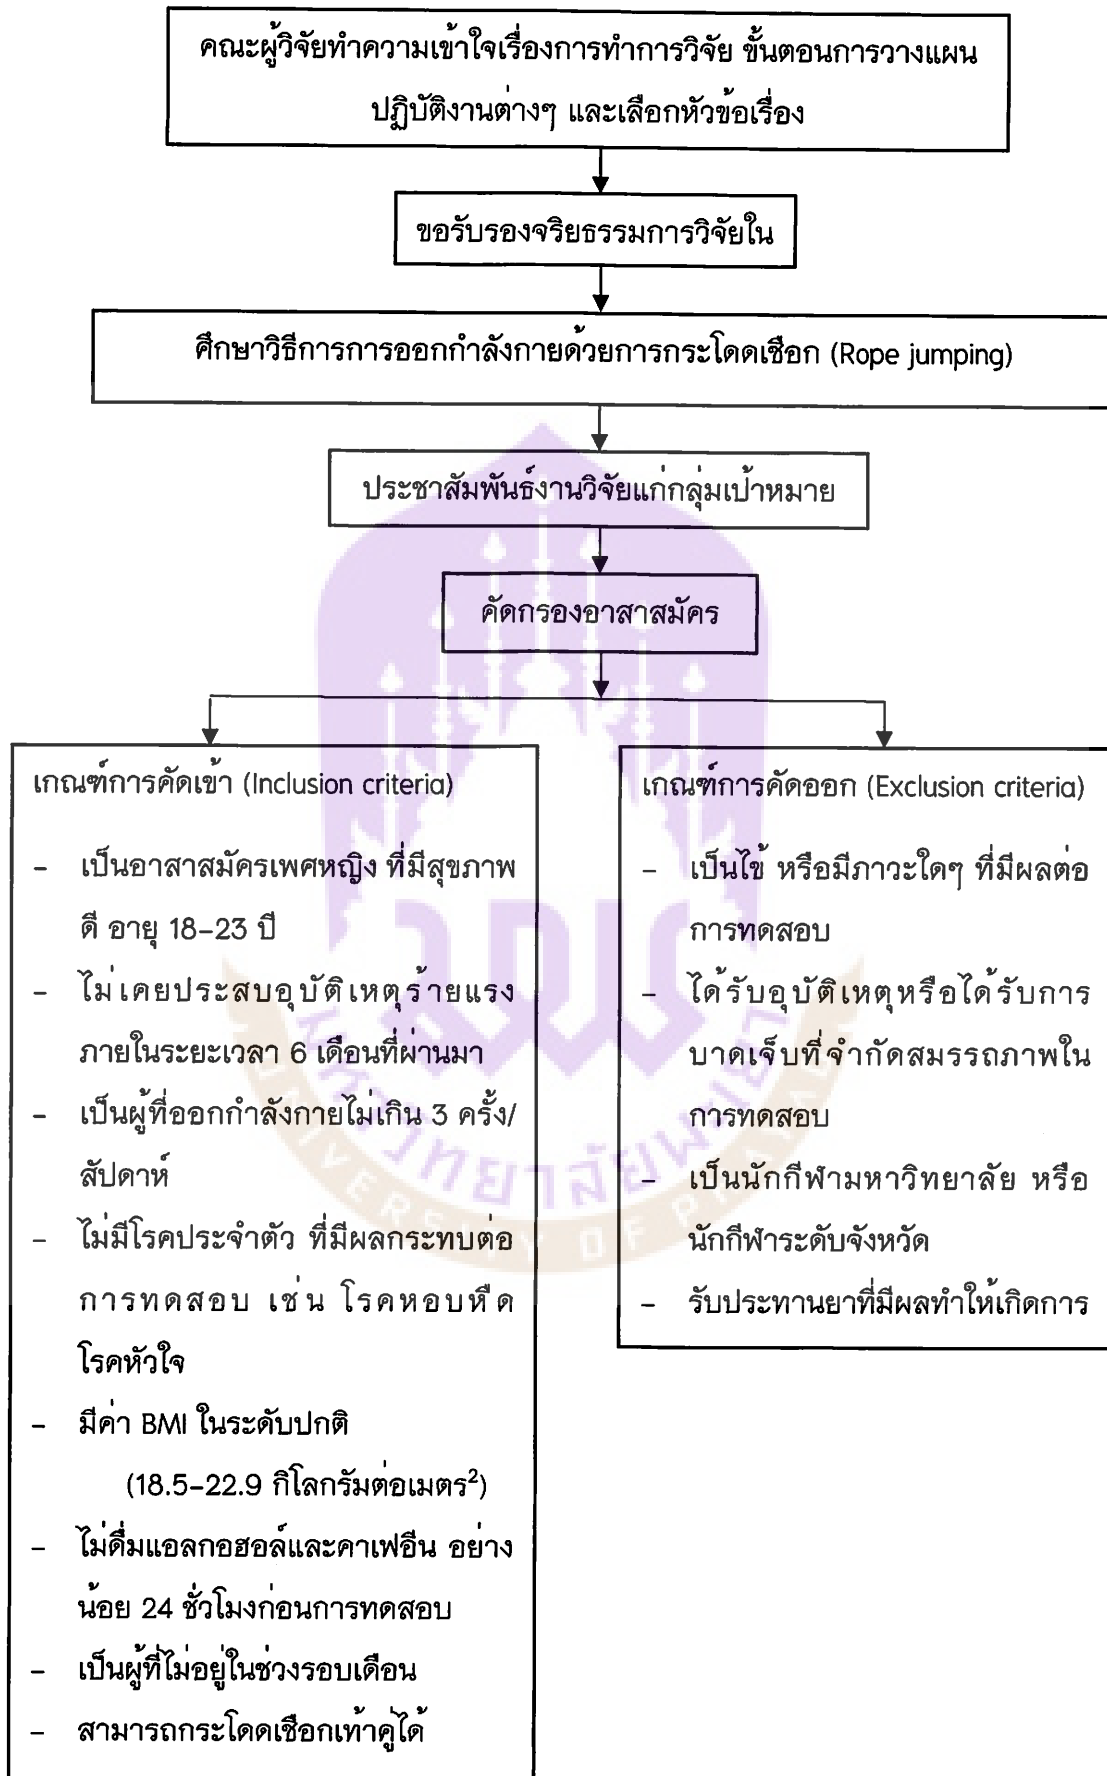 คณะผู้วิจัยทำความเข้าใจเรื่องการทำการวิจัย ขั้นตอนการวางแผน
ปฏิบัติงานต่างๆ และเลือกหัวข้อเรื่อง
ขอรับรองจริยธรรมการวิจัยใน
ศึกษาวิธีการการออกกำลังกายด้วยการกระโดดเชือก (Rope jumping)
ประชาสัมพันธ์งานวิจัยแก่กลุ่มเป้าหมาย
คัดกรองอาสาสมัคร
เกณฑ์การคัดเข้า (Inclusion criteria)
- เป็นอาสาสมัครเพศหญิง ที่มีสุขภาพ
ดี อายุ 18-23 ปี
- ไม่เคยประสบอุบัติเหตุร้ายแรง
ภายในระยะเวลา 6 เดือนที่ผ่านมา
- เป็นผู้ที่ออกกำลังกายไม่เกิน 3 ครั้ง/
สัปดาห์
- ไม่มีโรคประจำตัว ที่มีผลกระทบต่อ
การทดสอบ เช่น โรคหอบหืด
โรคหัวใจ
- มีค่า BMI ในระดับปกติ
(18.5-22.9 กิโลกรัมต่อเมตร²)
- ไม่ดื่มแอลกอฮอล์และคาเฟอีน อย่าง
น้อย 24 ชั่วโมงก่อนการทดสอบ
- เป็นผู้ที่ไม่อยู่ในช่วงรอบเดือน
- สามารถกระโดดเชือกเท้าคู่ได้
เกณฑ์การคัดออก (Exclusion criteria)
- เป็นไข้ หรือมีภาวะใดๆ ที่มีผลต่อ
การทดสอบ
- ได้รับอุบัติเหตุหรือได้รับการ
บาดเจ็บที่จำกัดสมรรถภาพใน
การทดสอบ
- เป็นนักกีฬามหาวิทยาลัย หรือ
นักกีฬาระดับจังหวัด
- รับประทานยาที่มีผลทำให้เกิดการ
มหาวิทยาลัยพะเยา
UNIVERSITY OF PHAYAO